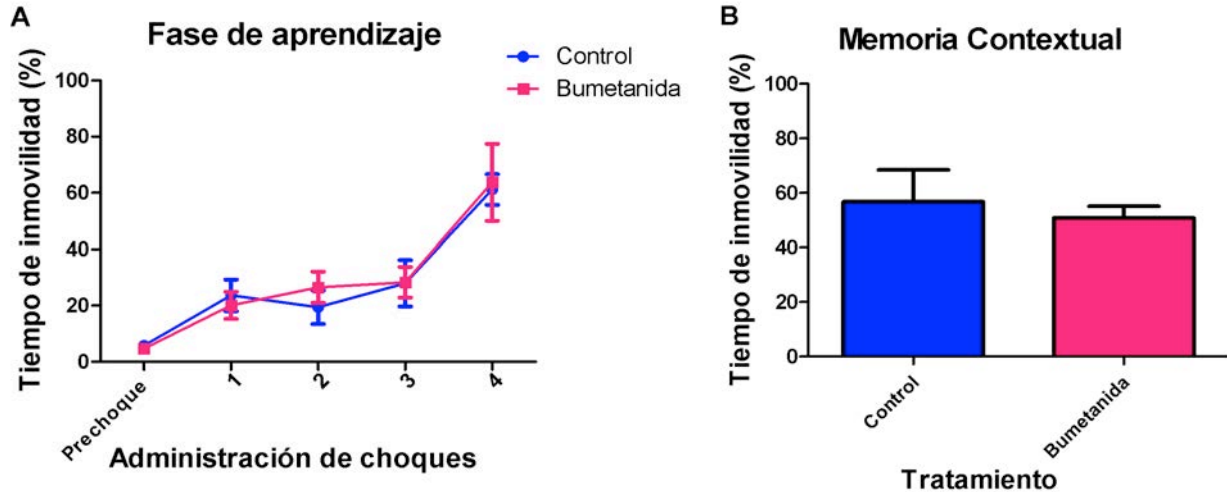 A
Fase de aprendizaje
Control
Bumetanida
Tiempo de inmovilidad (%)
100
80
60
40
20
0
Prechoque
1
2
3
4
Administración de choques
B
Memoria Contextual
Tiempo de inmovilidad (%)
100
80
60
40
20
0
Control
Bumetanida
Tratamiento